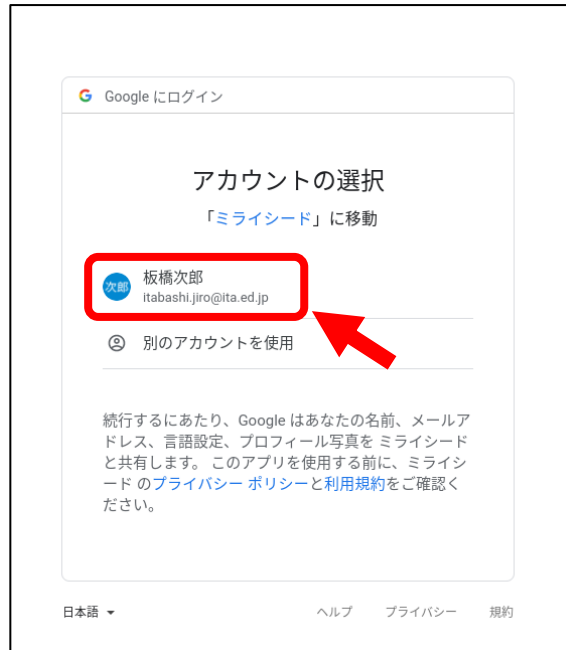 Google にログイン
アカウントの選択
「ミライシード」に移動
次郎
板橋次郎
itabashi.jiro@ita.ed.jp
別のアカウントを使用
続行するにあたり、Google はあなたの名前、メールア
ドレス、言語設定、プロフィール写真を ミライシード
と共有します。 このアプリを使用する前に、ミライシ
ード のプライバシー ポリシーと利用規約をご確認く
ださい。
日本語
ヘルプ プライバシー 規約